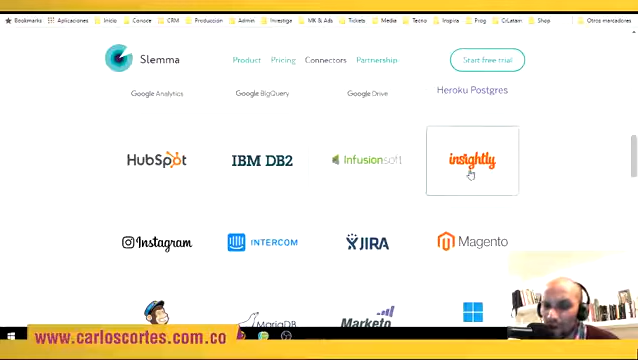 Bookmarks Aplicaciones Inicio Conoce CRM Produccion Admin Investiga MK & Ads Tickets Media Tecno Inspira Prog CrLatam Shop Otros marcadores
Slemma Product Pricing Connectors Partnership Start free trial
Google Analytics Google BigQuery Google Drive Heroku Postgres
HubSpot IBM DB2 Infusionsoft insightly
Instagram INTERCOM JIRA Magento
MariaDB Marketo
www.carloscortes.com.co